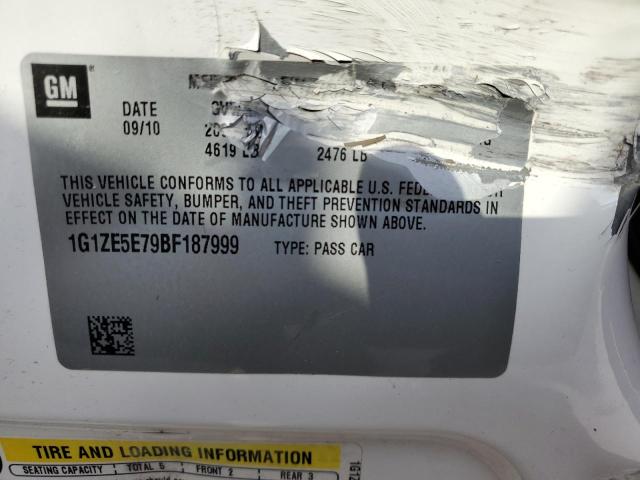 GM
DATE
09/10
4619 LB
2476 LB
THIS VEHICLE CONFORMS TO ALL APPLICABLE U.S.
VEHICLE SAFETY, BUMPER, AND THEFT PREVENTION STANDARDS IN
EFFECT ON THE DATE OF MANUFACTURE SHOWN ABOVE.
1G1ZE5E79BF187999 TYPE: PASS CAR
TIRE AND LOADING INFORMATION
SEATING CAPACITY TOTAL 5 FRONT 2 REAR 3
1G1Z